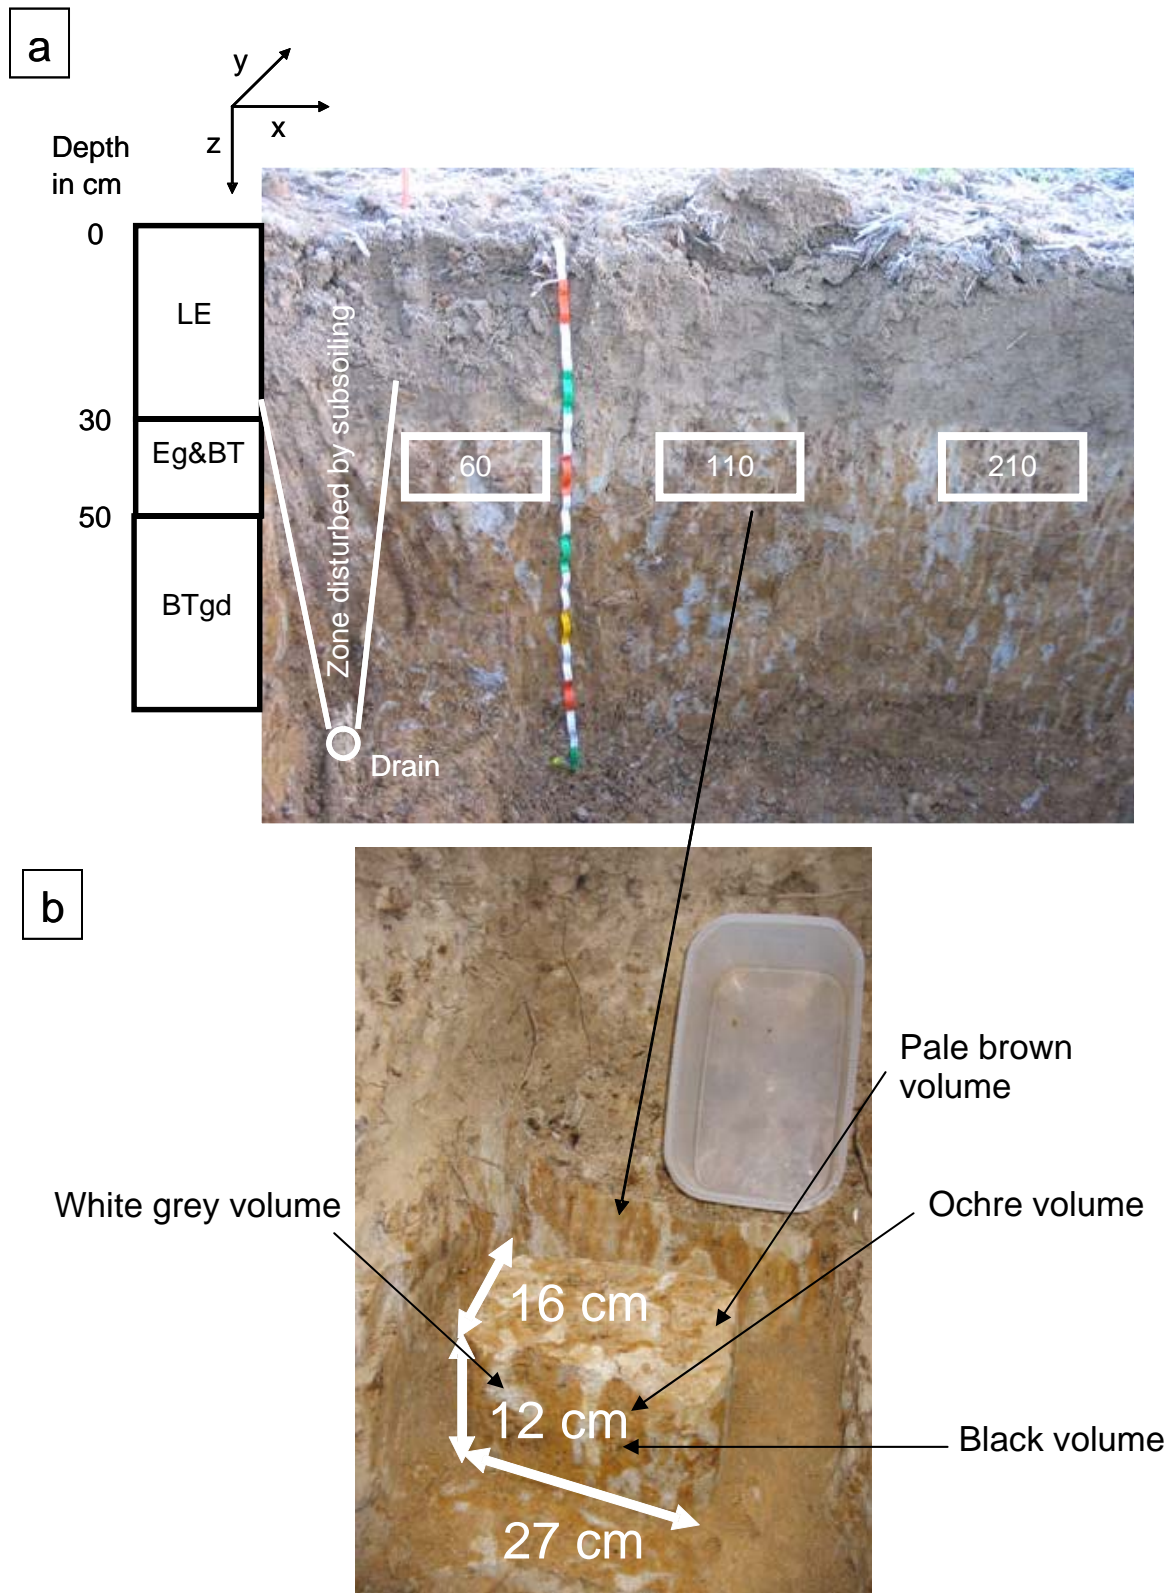 a
y
x
z
Depth
in cm
0
LE
30
Eg&BT
50
BTgd
Zone disturbed by subsoiling
60
110
210
Drain
b
Pale brown
volume
White grey volume
Ochre volume
16 cm
12 cm
Black volume
27 cm